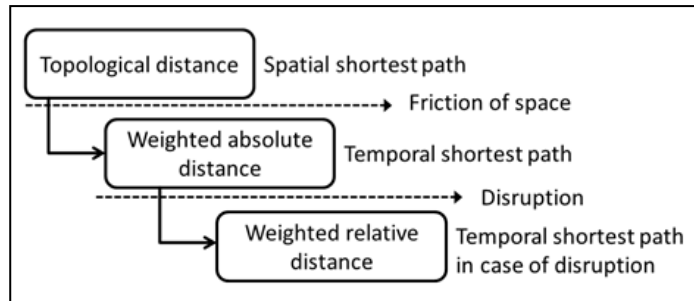 Topological distance
Spatial shortest path
Friction of space
Weighted absolute
distance
Temporal shortest path
Disruption
Weighted relative
distance
Temporal shortest path
in case of disruption